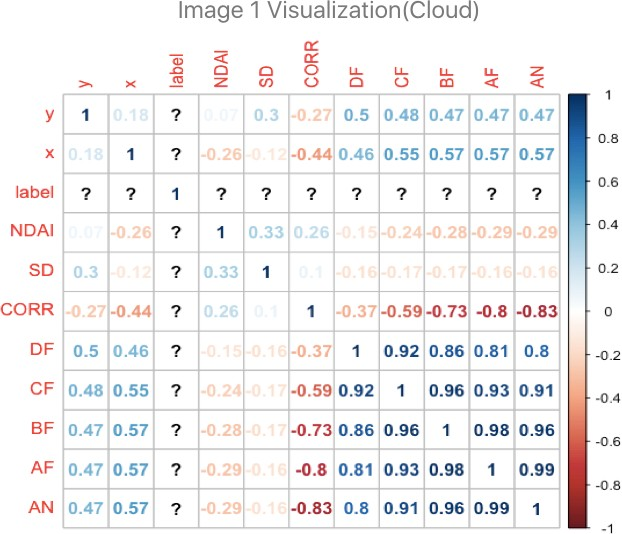 Image 1 Visualization(Cloud)
y x label NDAI SD CORR DF CF BF AF AN
y 1 0.18 ? 0.07 0.3 -0.27 0.5 0.48 0.47 0.47 0.47
x 0.18 1 ? -0.26 -0.12 -0.44 0.46 0.55 0.57 0.57 0.57
label ? ? 1 ? ? ? ? ? ? ? ?
NDAI 0.07 -0.26 ? 1 0.33 0.26 -0.15 -0.24 -0.28 -0.29 -0.29
SD 0.3 -0.12 ? 0.33 1 0.1 -0.16 -0.17 -0.17 -0.16 -0.16
CORR -0.27 -0.44 ? 0.26 0.1 1 -0.37 -0.59 -0.73 -0.8 -0.83
DF 0.5 0.46 ? -0.15 -0.16 -0.37 1 0.92 0.86 0.81 0.8
CF 0.48 0.55 ? -0.24 -0.17 -0.59 0.92 1 0.96 0.93 0.91
BF 0.47 0.57 ? -0.28 -0.17 -0.73 0.86 0.96 1 0.98 0.96
AF 0.47 0.57 ? -0.29 -0.16 -0.8 0.81 0.93 0.98 1 0.99
AN 0.47 0.57 ? -0.29 -0.16 -0.83 0.8 0.91 0.96 0.99 1
1
0.8
0.6
0.4
0.2
0
-0.2
-0.4
-0.6
-0.8
-1